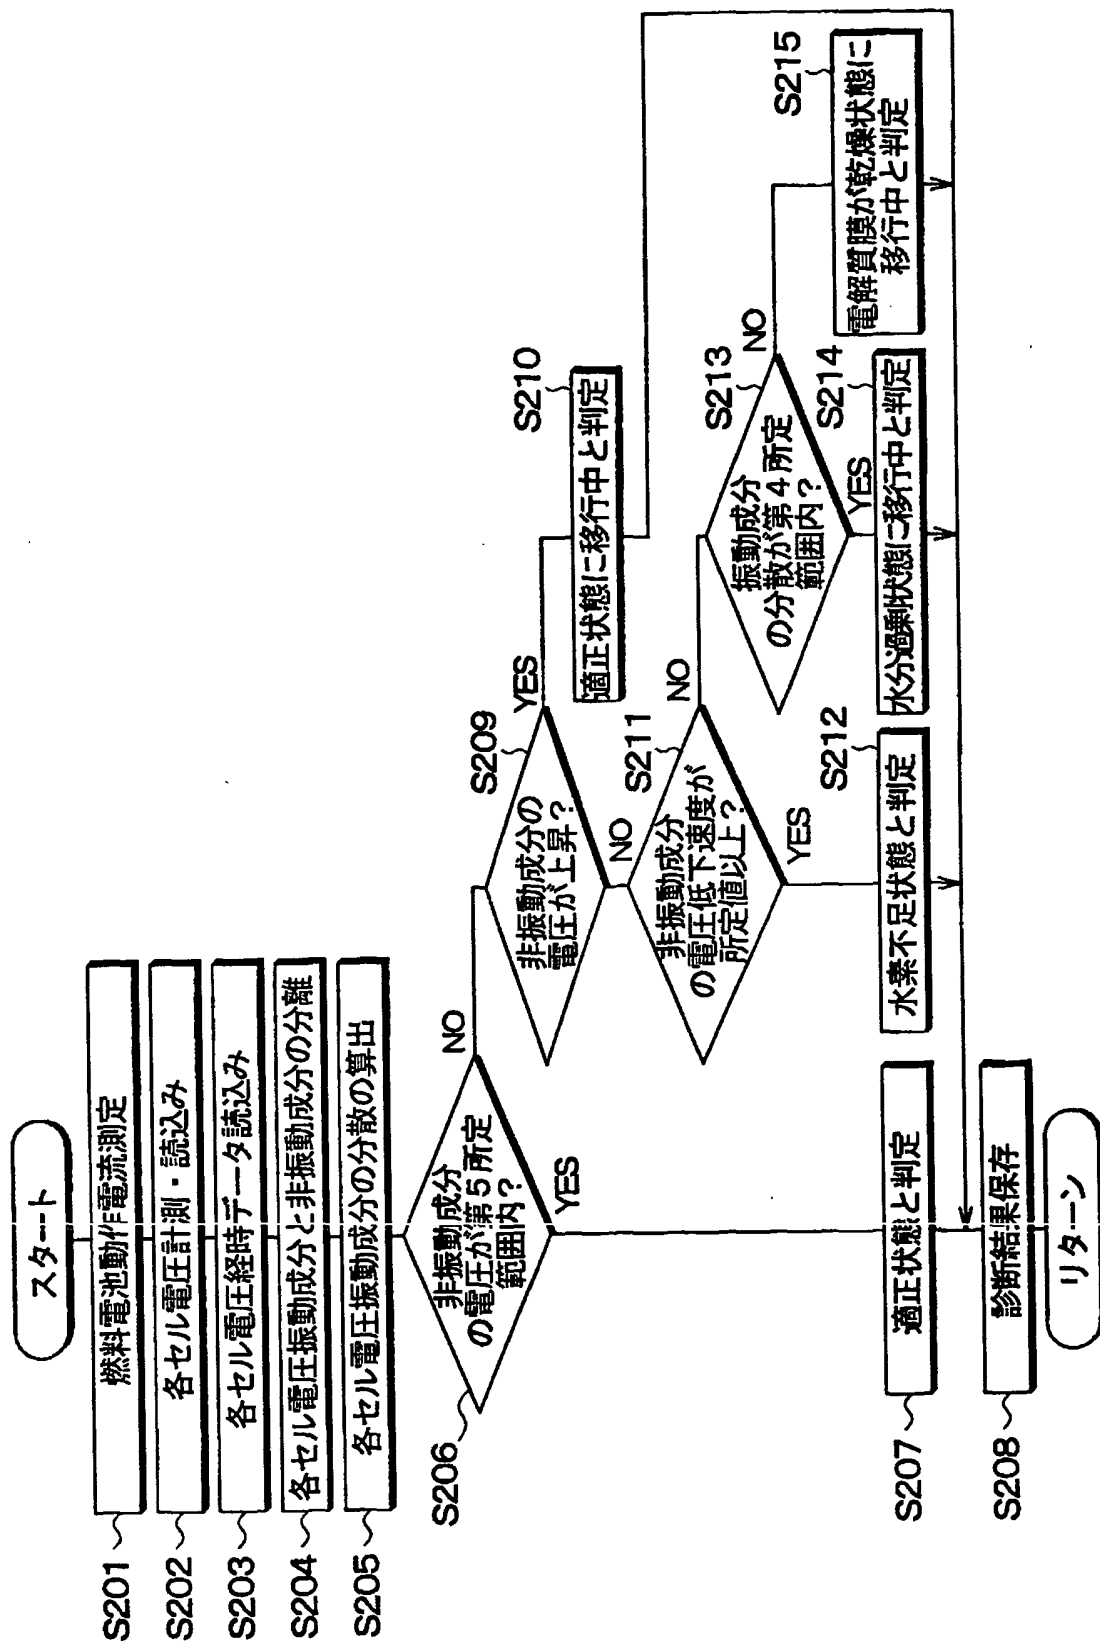 スタート
S201
燃料電池動作電流測定
S202
各セル電圧計測・読込み
S203
各セル電圧経時データ読込み
S204
各セル電圧振動成分と非振動成分の分離
S205
各セル電圧振動成分の分散の算出
S206
非振動成分
の電圧が第5所定
範囲内?
NO
YES
S209
非振動成分の
電圧が上昇?
YES
NO
S210
適正状態に移行中と判定
S211
非振動成分
の電圧低下速度が
所定値以上?
NO
YES
S213
振動成分
の分散が第4所定
範囲内?
NO
YES
S207
適正状態と判定
S212
水素不足状態と判定
S214
水分過剰状態に移行中と判定
S215
電解質膜が乾燥状態に
移行中と判定
S208
診断結果保存
リターン